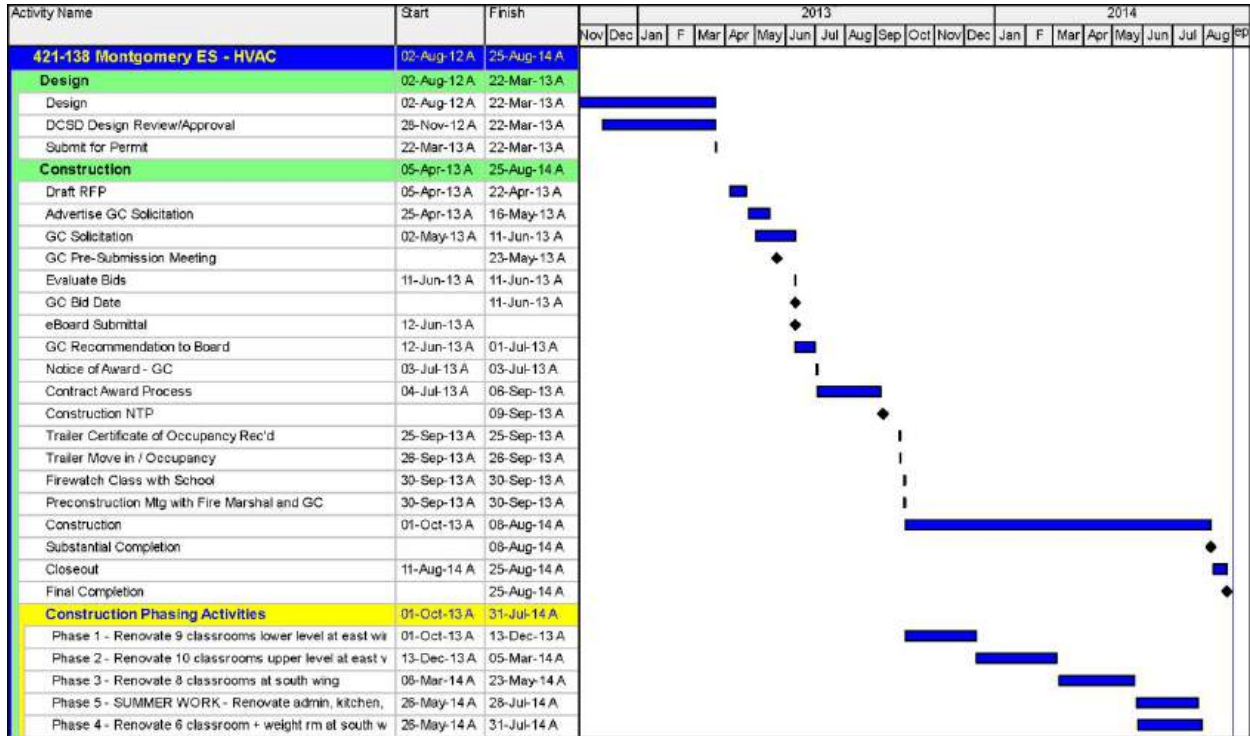 Activity Name Start Finish 2013 2014
Nov Dec Jan F Mar Apr May Jun Jul Aug Sep Oct Nov Dec Jan F Mar Apr May Jun Jul Aug ep
421-138 Montgomery ES - HVAC 02-Aug-12 A 25-Aug-14 A
Design 02-Aug-12 A 22-Mar-13 A
Design 02-Aug-12 A 22-Mar-13 A
DCSD Design Review/Approval 28-Nov-12 A 22-Mar-13 A
Submit for Permit 22-Mar-13 A 22-Mar-13 A
Construction 05-Apr-13 A 25-Aug-14 A
Draft RFP 05-Apr-13 A 22-Apr-13 A
Advertise GC Solicitation 25-Apr-13 A 16-May-13 A
GC Solicitation 02-May-13 A 11-Jun-13 A
GC Pre-Submission Meeting 23-May-13 A
Evaluate Bids 11-Jun-13 A 11-Jun-13 A
GC Bid Date 11-Jun-13 A
eBoard Submittal 12-Jun-13 A
GC Recommendation to Board 12-Jun-13 A 01-Jul-13 A
Notice of Award - GC 03-Jul-13 A 03-Jul-13 A
Contract Award Process 04-Jul-13 A 06-Sep-13 A
Construction NTP 09-Sep-13 A
Trailer Certificate of Occupancy Rec'd 25-Sep-13 A 25-Sep-13 A
Trailer Move in / Occupancy 26-Sep-13 A 26-Sep-13 A
Firewatch Class with School 30-Sep-13 A 30-Sep-13 A
Preconstruction Mtg with Fire Marshal and GC 30-Sep-13 A 30-Sep-13 A
Construction 01-Oct-13 A 08-Aug-14 A
Substantial Completion 08-Aug-14 A
Closeout 11-Aug-14 A 25-Aug-14 A
Final Completion 25-Aug-14 A
Construction Phasing Activities 01-Oct-13 A 31-Jul-14 A
Phase 1 - Renovate 9 classrooms lower level at east wi 01-Oct-13 A 13-Dec-13 A
Phase 2 - Renovate 10 classrooms upper level at east v 13-Dec-13 A 05-Mar-14 A
Phase 3 - Renovate 8 classrooms at south wing 06-Mar-14 A 23-May-14 A
Phase 5 - SUMMER WORK - Renovate admin, kitchen, 26-May-14 A 28-Jul-14 A
Phase 4 - Renovate 6 classroom + weight rm at south w 26-May-14 A 31-Jul-14 A